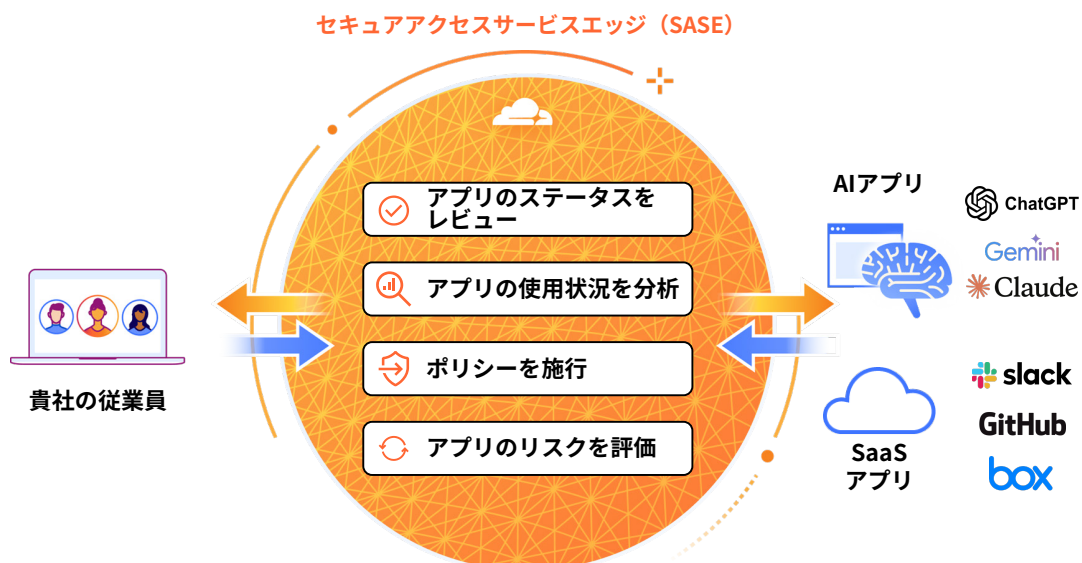 セキュアアクセスサービスエッジ（SASE）
アプリのステータスを
レビュー
アプリの使用状況を分析
ポリシーを施行
アプリのリスクを評価
貴社の従業員
AIアプリ
ChatGPT
Gemini
Claude
SaaS
アプリ
slack
GitHub
box